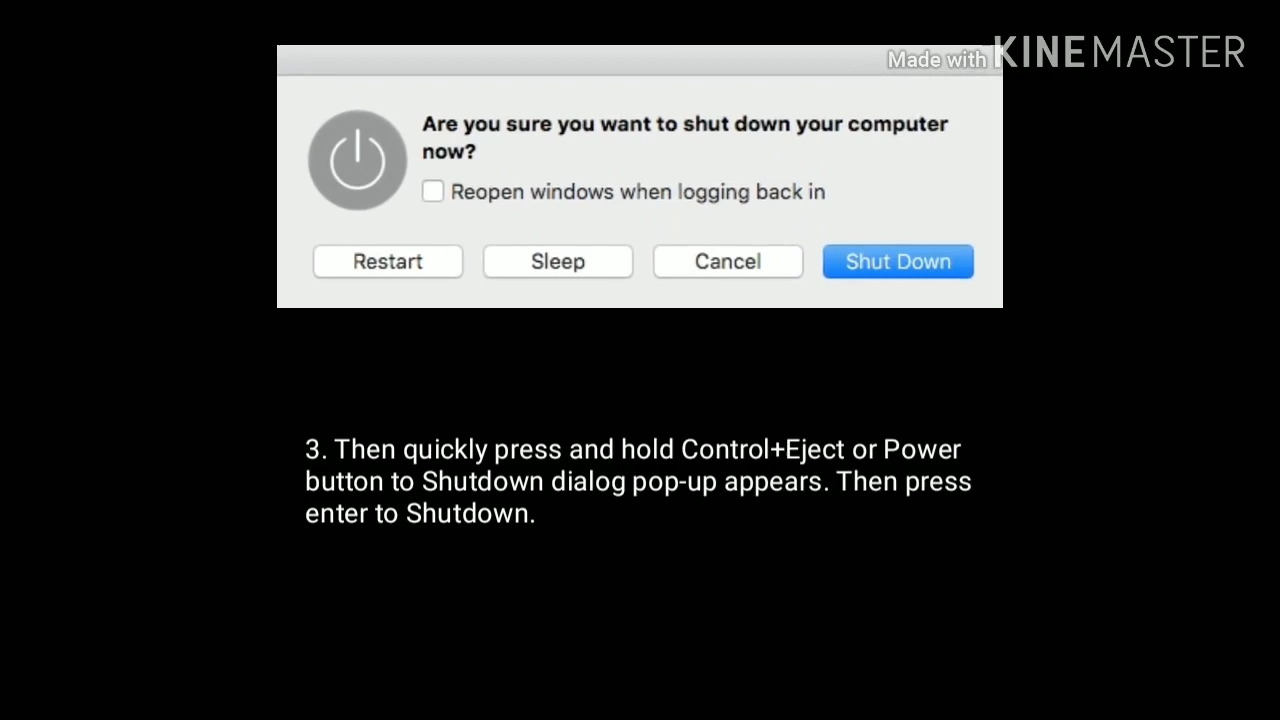 Made with KINEMASTER
Are you sure you want to shut down your computer
now?
Reopen windows when logging back in
Restart Sleep Cancel Shut Down
3. Then quickly press and hold Control+Eject or Power
button to Shutdown dialog pop-up appears. Then press
enter to Shutdown.